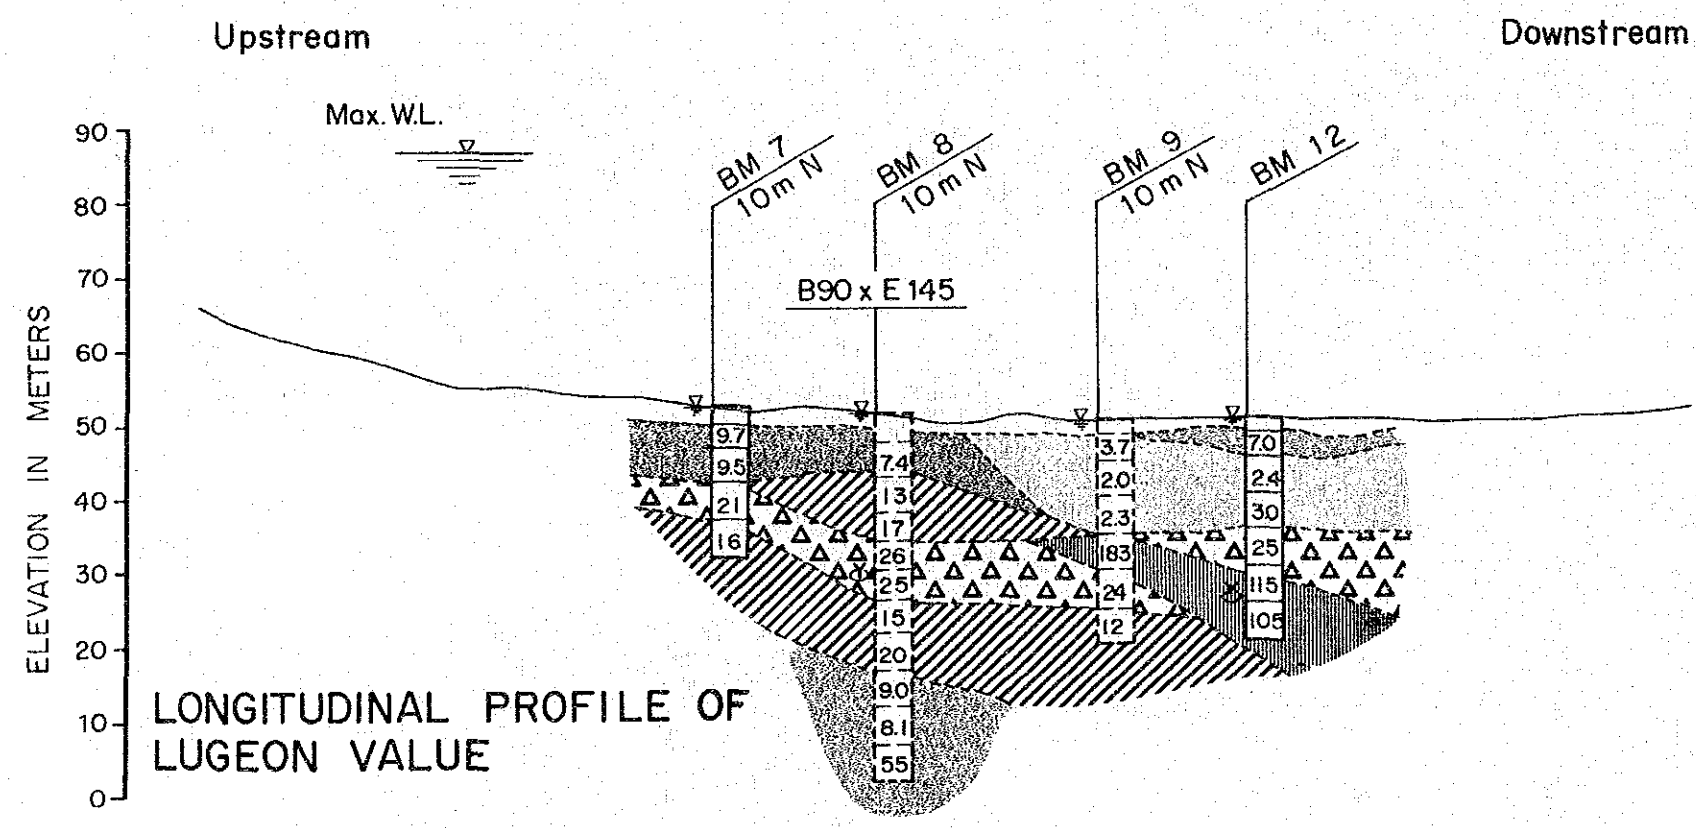 Upstream
Downstream
Max. W.L.
BM 7
10m N
BM 8
10m N
BM 9
10m N
BM 12
B90 x E145
ELEVATION IN METERS
90
80
70
60
50
40
30
20
10
0
9.7
9.5
21
16
7.4
13
17
26
25
15
20
9.0
8.1
55
3.7
2.0
2.3
183
24
12
7.0
2.4
30
25
115
105
LONGITUDINAL PROFILE OF
LUGEON VALUE